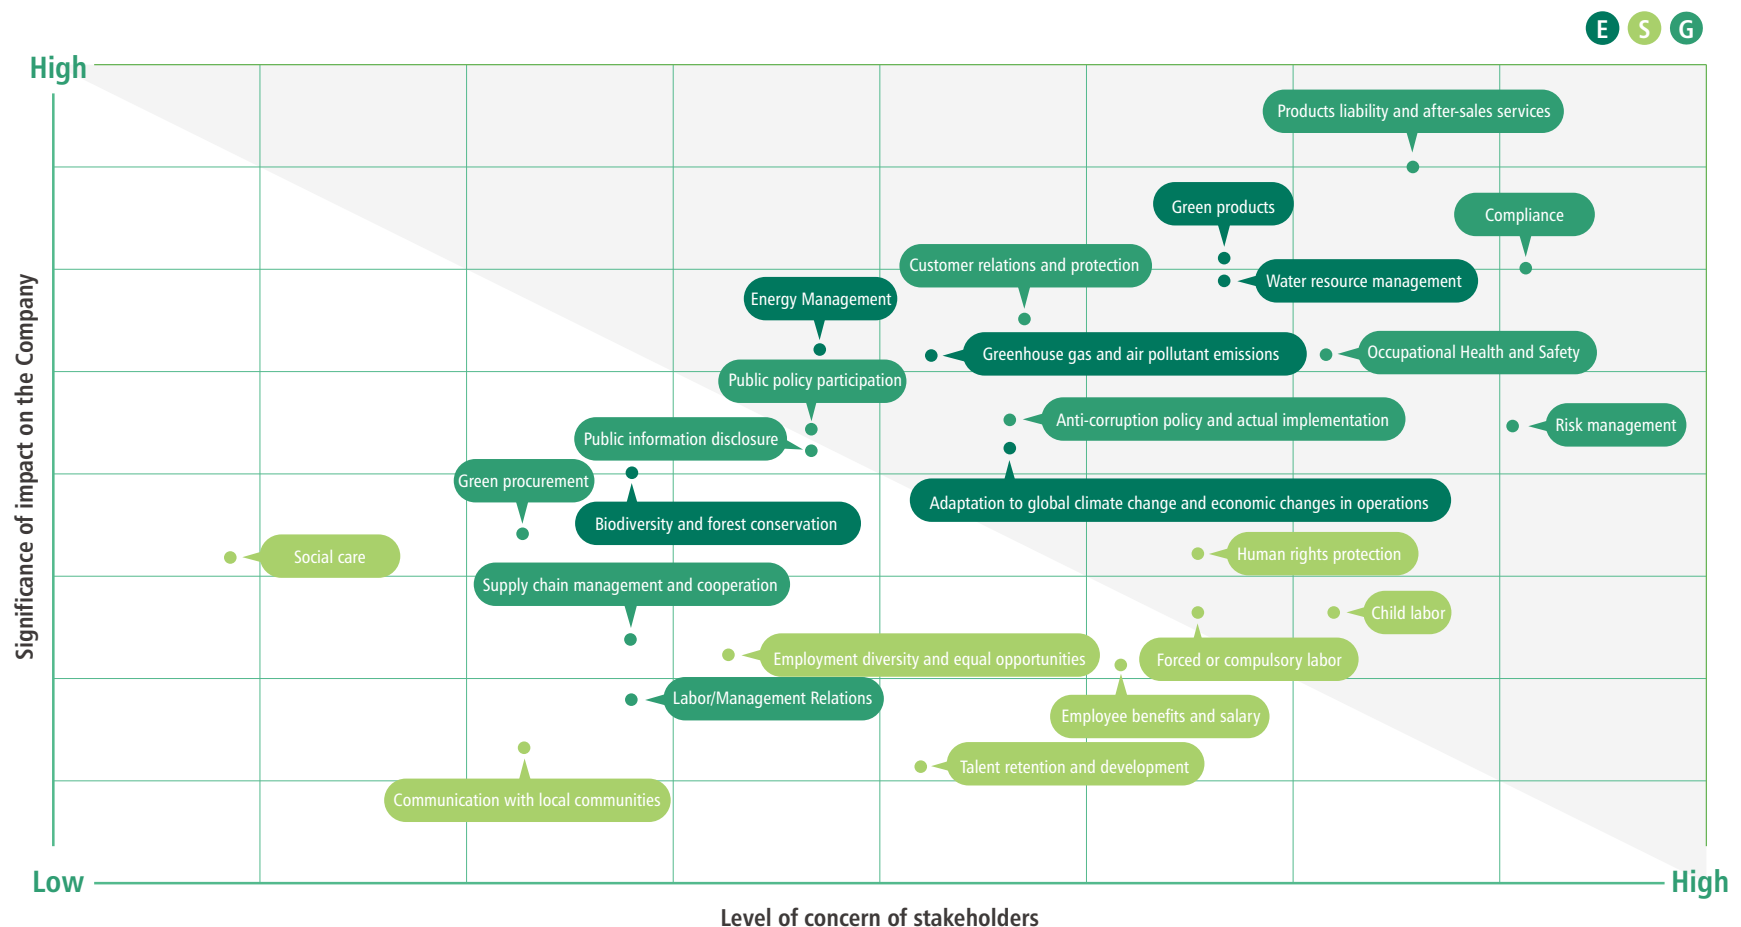 E S G
High
Products liability and after-sales services
Green products
Compliance
Customer relations and protection
Water resource management
Energy Management
Greenhouse gas and air pollutant emissions
Occupational Health and Safety
Public policy participation
Anti-corruption policy and actual implementation
Risk management
Public information disclosure
Green procurement
Adaptation to global climate change and economic changes in operations
Biodiversity and forest conservation
Social care
Human rights protection
Supply chain management and cooperation
Child labor
Employment diversity and equal opportunities
Forced or compulsory labor
Labor/Management Relations
Employee benefits and salary
Talent retention and development
Communication with local communities
Significance of impact on the Company
Low
High
Level of concern of stakeholders